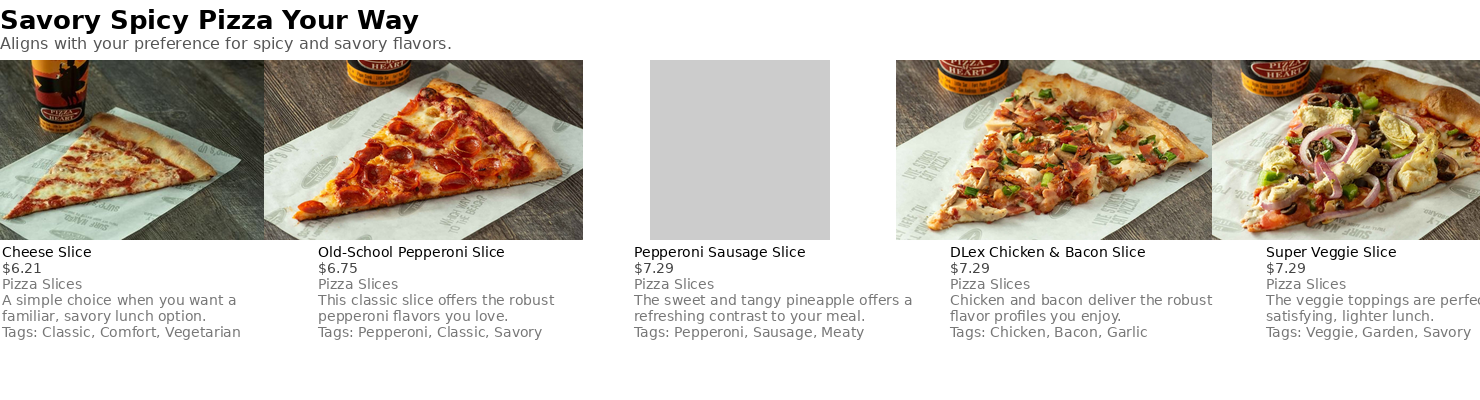 Savory Spicy Pizza Your Way
Aligns with your preference for spicy and savory flavors.
PIZZA
HEART
PIZZA
HEART
HEART
Cheese Slice
$6.21
Pizza Slices
A simple choice when you want a
familiar, savory lunch option.
Tags: Classic, Comfort, Vegetarian
Old-School Pepperoni Slice
$6.75
Pizza Slices
This classic slice offers the robust
pepperoni flavors you love.
Tags: Pepperoni, Classic, Savory
Pepperoni Sausage Slice
$7.29
Pizza Slices
The sweet and tangy pineapple offers a
refreshing contrast to your meal.
Tags: Pepperoni, Sausage, Meaty
DLex Chicken & Bacon Slice
$7.29
Pizza Slices
Chicken and bacon deliver the robust
flavor profiles you enjoy.
Tags: Chicken, Bacon, Garlic
Super Veggie Slice
$7.29
Pizza Slices
The veggie toppings are
satisfying, lighter lunch.
Tags: Veggie, Garden, Savory